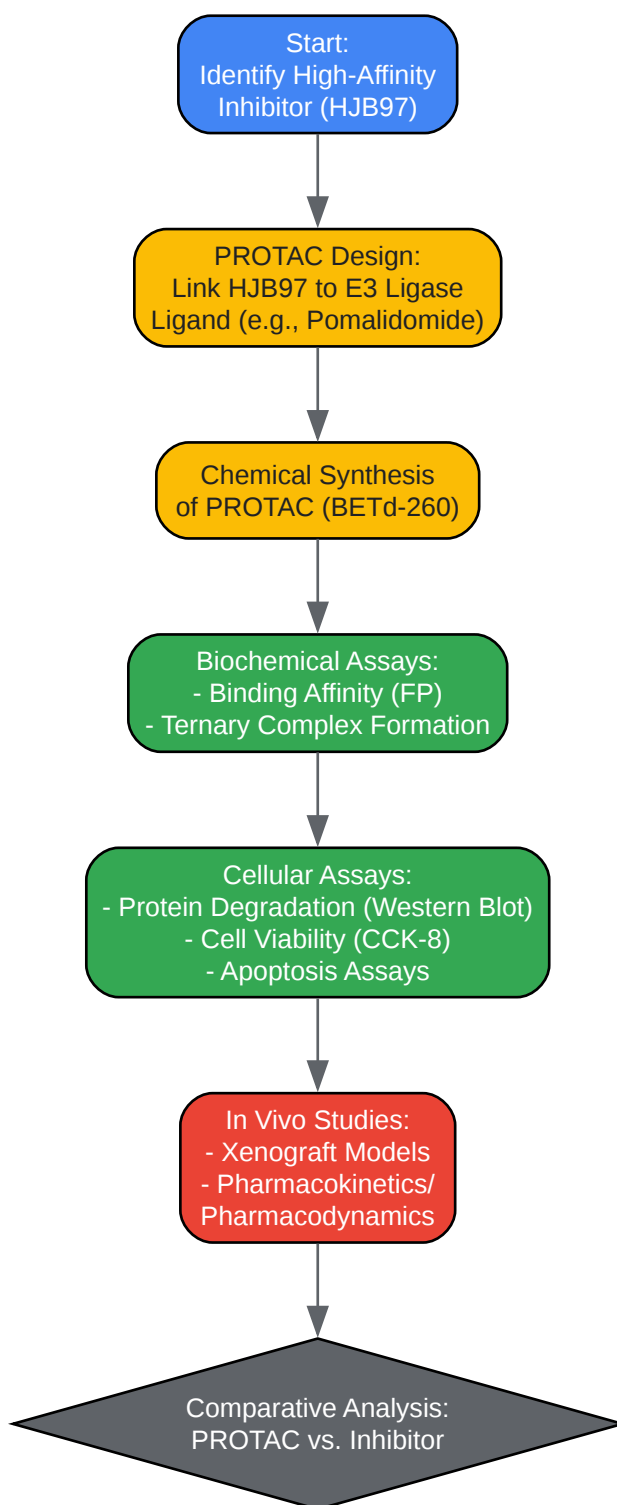 Start:
Identify High-Affinity
Inhibitor (HJB97)
PROTAC Design:
Link HJB97 to E3 Ligase
Ligand (e.g., Pomalidomide)
Chemical Synthesis
of PROTAC (BETd-260)
Biochemical Assays:
- Binding Affinity (FP)
- Ternary Complex Formation
Cellular Assays:
- Protein Degradation (Western Blot)
- Cell Viability (CCK-8)
- Apoptosis Assays
In Vivo Studies:
- Xenograft Models
- Pharmacokinetics/
Pharmacodynamics
Comparative Analysis:
PROTAC vs. Inhibitor